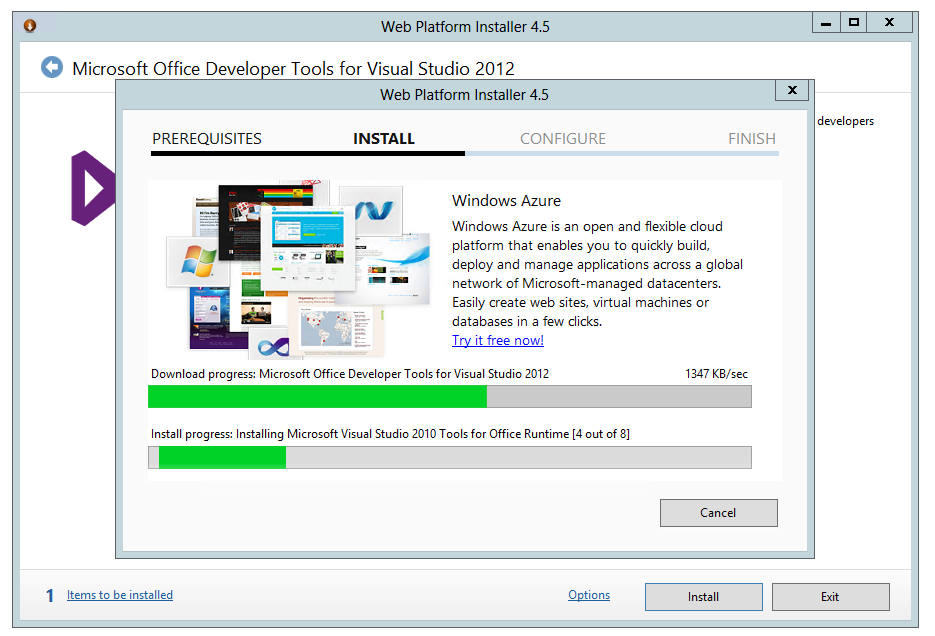 Web Platform Installer 4.5
Microsoft Office Developer Tools for Visual Studio 2012
Web Platform Installer 4.5
developers
PREREQUISITES INSTALL CONFIGURE FINISH
Windows Azure
Windows Azure is an open and flexible cloud
platform that enables you to quickly build,
deploy and manage applications across a global
network of Microsoft-managed datacenters.
Easily create web sites, virtual machines or
databases in a few clicks.
Try it free now!
Download progress: Microsoft Office Developer Tools for Visual Studio 2012 1347 KB/sec
Install progress: Installing Microsoft Visual Studio 2010 Tools for Office Runtime [4 out of 8]
Cancel
1 Items to be installed Options Install Exit